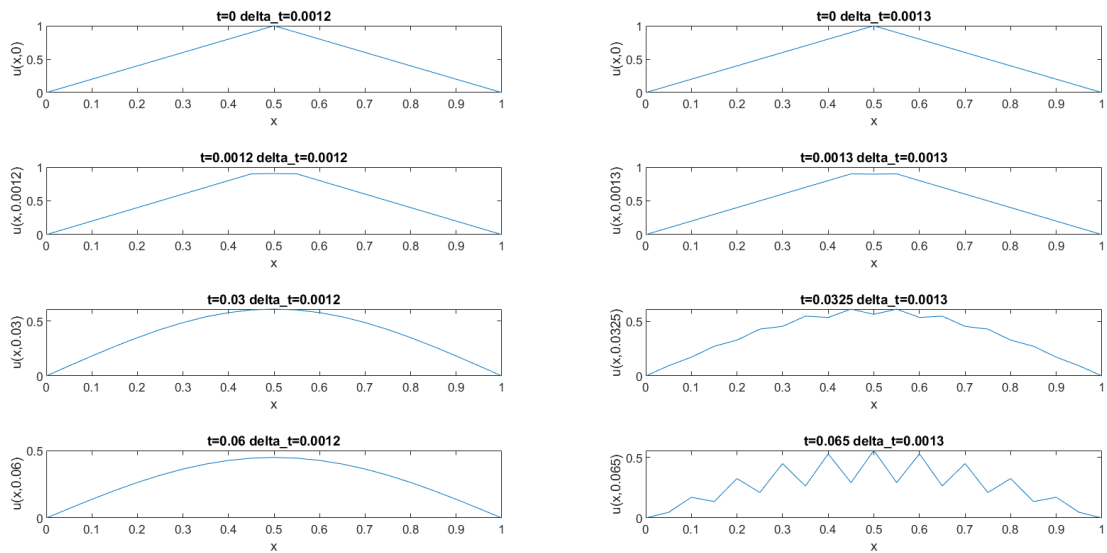 t=0 delta_t=0.0012
u(x,0)
1
0.5
0
0 0.1 0.2 0.3 0.4 0.5 0.6 0.7 0.8 0.9 1
x
t=0 delta_t=0.0013
u(x,0)
1
0.5
0
0 0.1 0.2 0.3 0.4 0.5 0.6 0.7 0.8 0.9 1
x
t=0.0012 delta_t=0.0012
u(x,0.0012)
1
0.5
0
0 0.1 0.2 0.3 0.4 0.5 0.6 0.7 0.8 0.9 1
x
t=0.0013 delta_t=0.0013
u(x,0.0013)
1
0.5
0
0 0.1 0.2 0.3 0.4 0.5 0.6 0.7 0.8 0.9 1
x
t=0.03 delta_t=0.0012
u(x,0.03)
0.5
0
0 0.1 0.2 0.3 0.4 0.5 0.6 0.7 0.8 0.9 1
x
t=0.0325 delta_t=0.0013
u(x,0.0325)
0.5
0
0 0.1 0.2 0.3 0.4 0.5 0.6 0.7 0.8 0.9 1
x
t=0.06 delta_t=0.0012
u(x,0.06)
0.5
0
0 0.1 0.2 0.3 0.4 0.5 0.6 0.7 0.8 0.9 1
x
t=0.065 delta_t=0.0013
u(x,0.065)
0.5
0
0 0.1 0.2 0.3 0.4 0.5 0.6 0.7 0.8 0.9 1
x